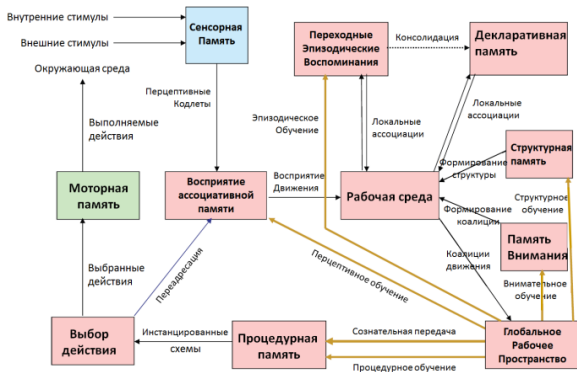 Внутренние стимулы
Внешние стимулы
Сенсорная
Память
Переходные
Эпизодические
Воспоминания
Консолидация
Декларативная
память
Окружающая среда
Перцептивные
Кодлеты
Эпизодическое
Обучение
Локальные
ассоциации
Локальные
ассоциации
Выполняемые
действия
Структурная
память
Формирование
структуры
Моторная
память
Восприятие
ассоциативной
памяти
Восприятие
Движения
Рабочая среда
Структурное
обучение
Формирование
коалиции
Память
Внимания
Коалиции
движения
Выбранные
действия
Переадресация
Перцептивное обучение
Внимательное
обучение
Выбор
действия
Инстанцированные
схемы
Процедурная
память
Сознательная передача
Процедурное обучение
Глобальное
Рабочее
Пространство